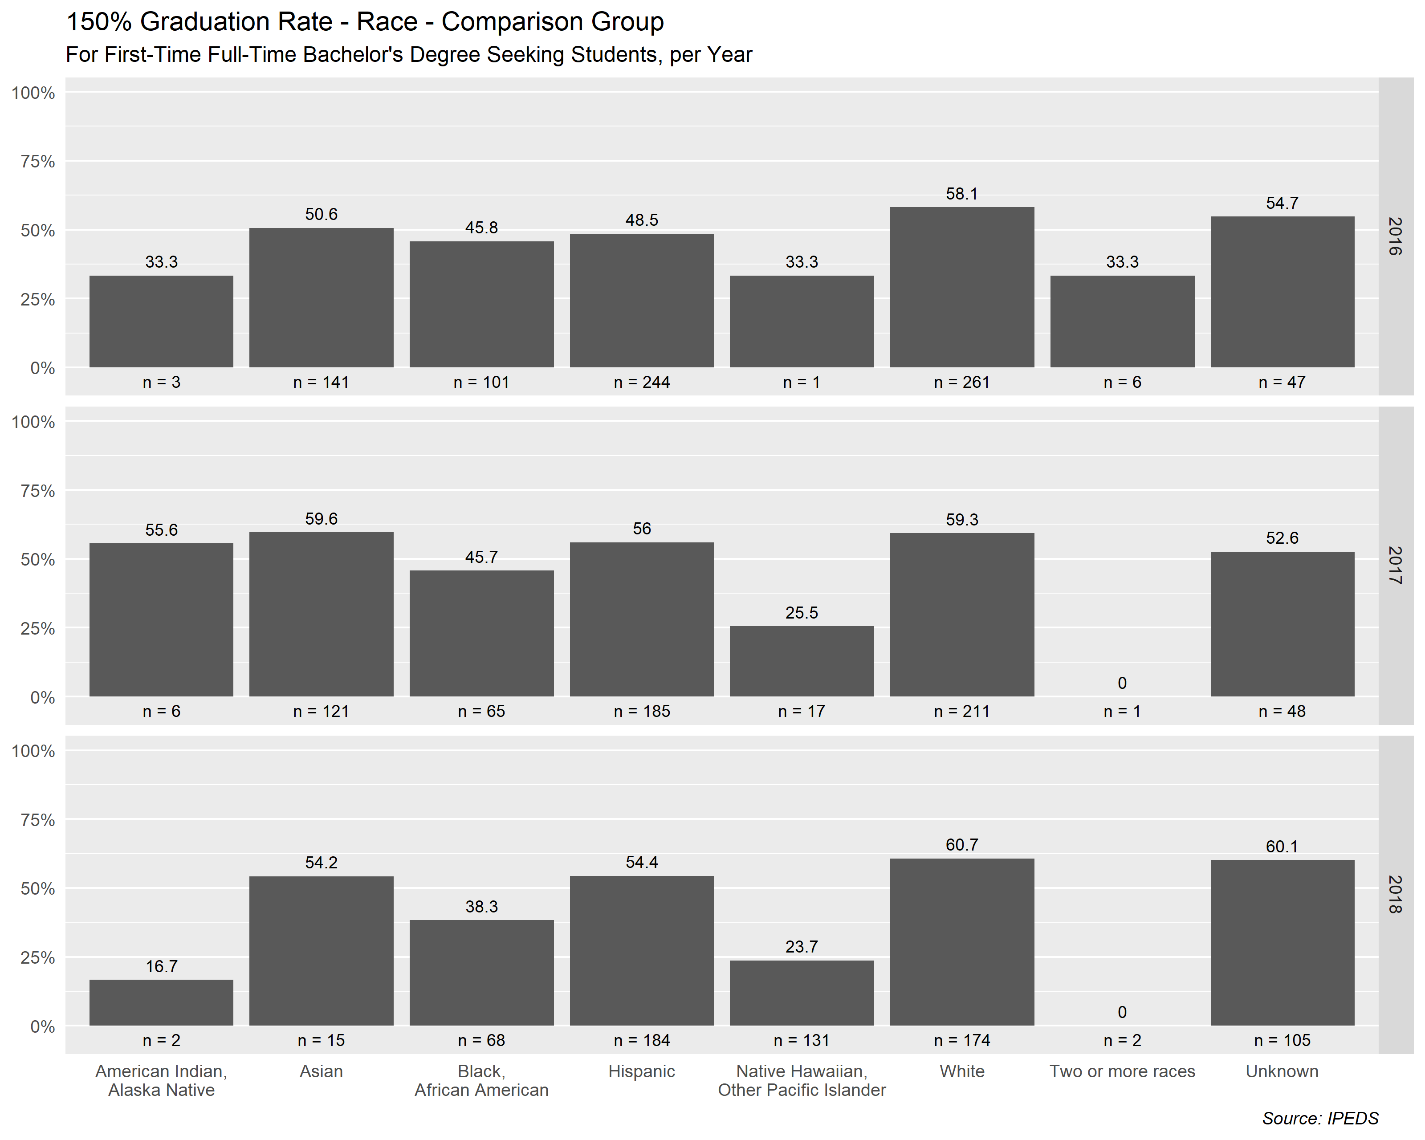 150% Graduation Rate - Race - Comparison Group
For First-Time Full-Time Bachelor's Degree Seeking Students, per Year
100%
75%
50%
25%
0%
33.3
50.6
45.8
48.5
33.3
58.1
33.3
54.7
n = 3
n = 141
n = 101
n = 244
n = 1
n = 261
n = 6
n = 47
2016
100%
75%
50%
25%
0%
55.6
59.6
45.7
56
25.5
59.3
0
52.6
n = 6
n = 121
n = 65
n = 185
n = 17
n = 211
n = 1
n = 48
2017
100%
75%
50%
25%
0%
16.7
54.2
38.3
54.4
23.7
60.7
0
60.1
n = 2
n = 15
n = 68
n = 184
n = 131
n = 174
n = 2
n = 105
2018
American Indian,
Alaska Native
Asian
Black,
African American
Hispanic
Native Hawaiian,
Other Pacific Islander
White
Two or more races
Unknown
Source: IPEDS